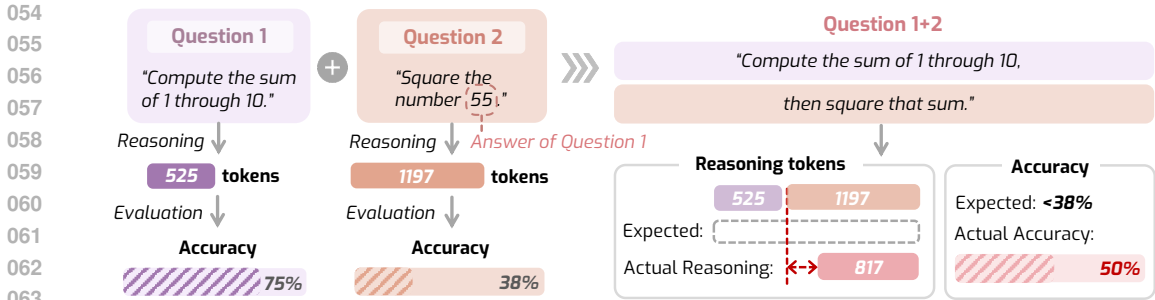 054
055
056
057
058
059
060
061
062
063
Question 1
"Compute the sum
of 1 through 10."
Reasoning
525 tokens
Evaluation
Accuracy
75%
+
Question 2
"Square the
number 55."
Answer of Question 1
Reasoning
1197 tokens
Evaluation
Accuracy
38%
Question 1+2
"Compute the sum of 1 through 10,
then square that sum."
Reasoning tokens
525 1197
Expected:
Actual Reasoning: 817
Accuracy
Expected: <38%
Actual Accuracy:
50%